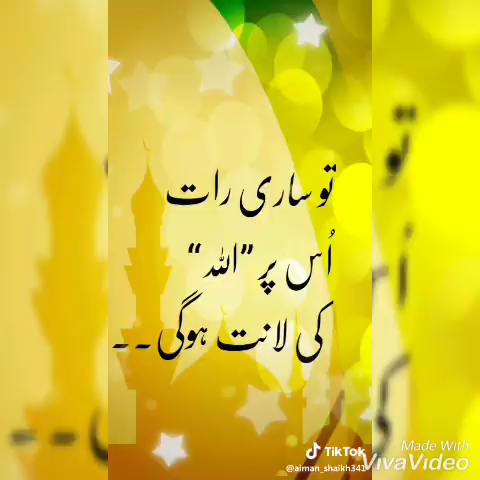 تو ساری رات
اُس پر ”اللہ“
کی لانت ہوگی ۔۔
TikTok
@aiman_shaikh341
Made With
VivaVideo